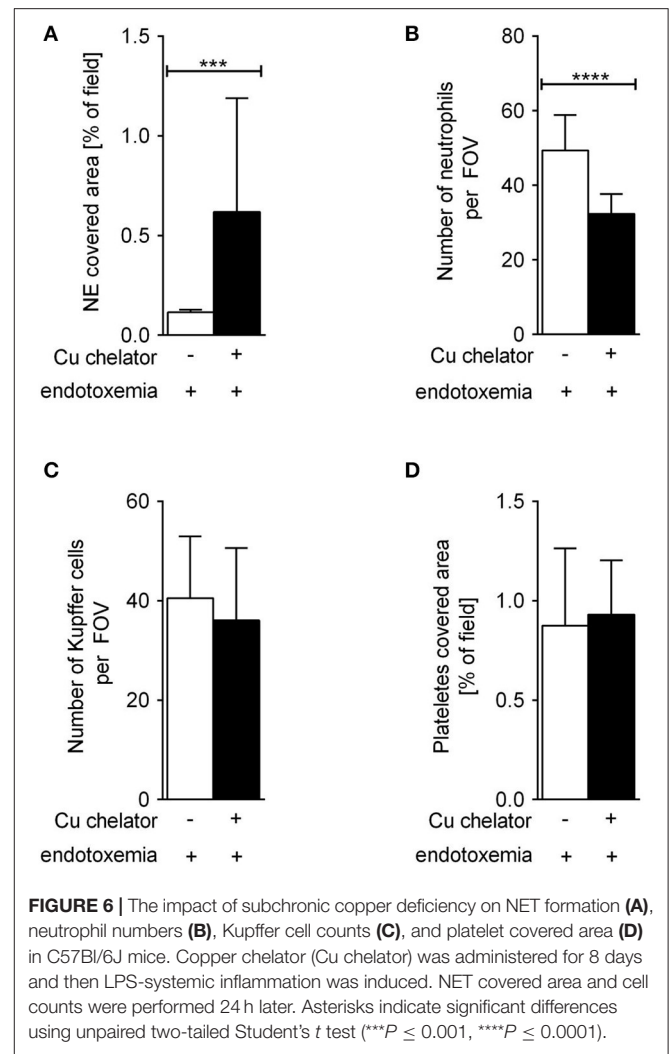 A
B
1.5
1.0
0.5
0.0
NE covered area [% of field]
***
Cu chelator - +
endotoxemia + +
80
60
40
20
0
Number of neutrophils
per FOV
****
Cu chelator - +
endotoxemia + +
C
D
60
40
20
0
Number of Kupffer cells
per FOV
Cu chelator - +
endotoxemia + +
1.5
1.0
0.5
0.0
Plateletes covered area
[% of field]
Cu chelator - +
endotoxemia + +
FIGURE 6 | The impact of subchronic copper deficiency on NET formation (A),
neutrophil numbers (B), Kupffer cell counts (C), and platelet covered area (D)
in C57Bl/6J mice. Copper chelator (Cu chelator) was administered for 8 days
and then LPS-systemic inflammation was induced. NET covered area and cell
counts were performed 24 h later. Asterisks indicate significant differences
using unpaired two-tailed Student's t test (***P ≤ 0.001, ****P ≤ 0.0001).